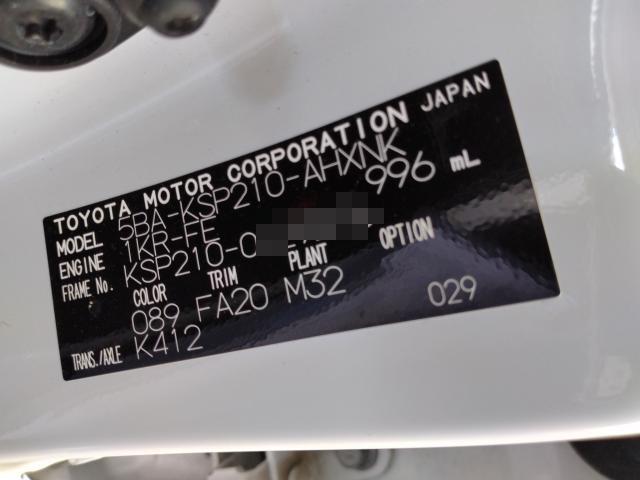 TOYOTA MOTOR CORPORATION JAPAN
MODEL 5BA-KSP210-AHXNK
ENGINE 1KR-FE 996 mL
FRAME No. KSP210-0
COLOR TRIM PLANT OPTION
089 FA20 M32 029
TRANS./AXLE K412